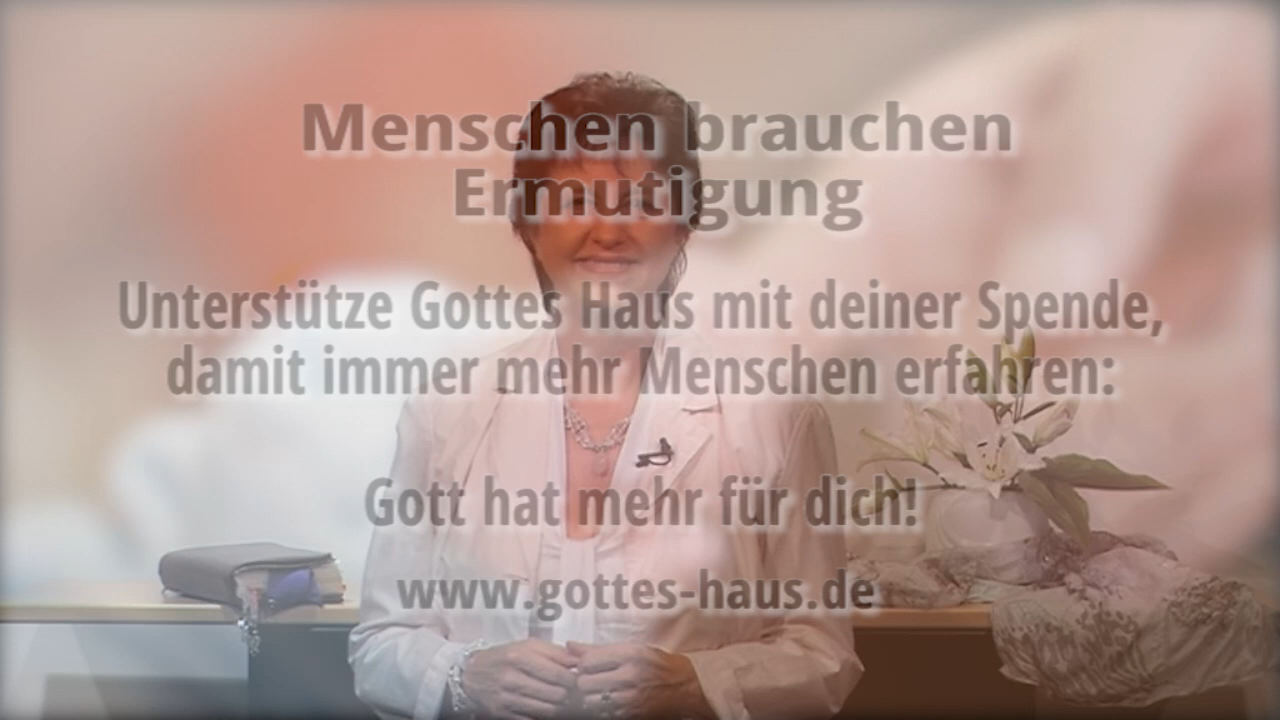 Menschen brauchen
Ermutigung
Unterstütze Gottes Haus mit deiner Spende,
damit immer mehr Menschen erfahren:
Gott hat mehr für dich!
www.gottes-haus.de